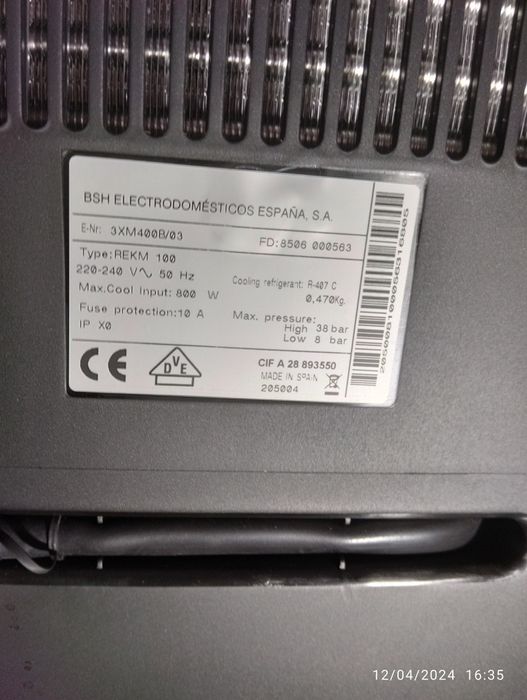 BSH ELECTRODOMÉSTICOS ESPAÑA, S.A.
E-Nr: 3XM400B/03 FD: 8506 000563
Type: REKM 100
220-240 V 50 Hz
Cooling refrigerant: R-407 C
0,470Kg.
Max.Cool Input: 800 W
Fuse protection:10 A
IP X0
Max. pressure:
High 38 bar
Low 8 bar
CE
DVE
CIF A 28 893550
MADE IN SPAIN
205004
205008100056316805
12/04/2024 16:35